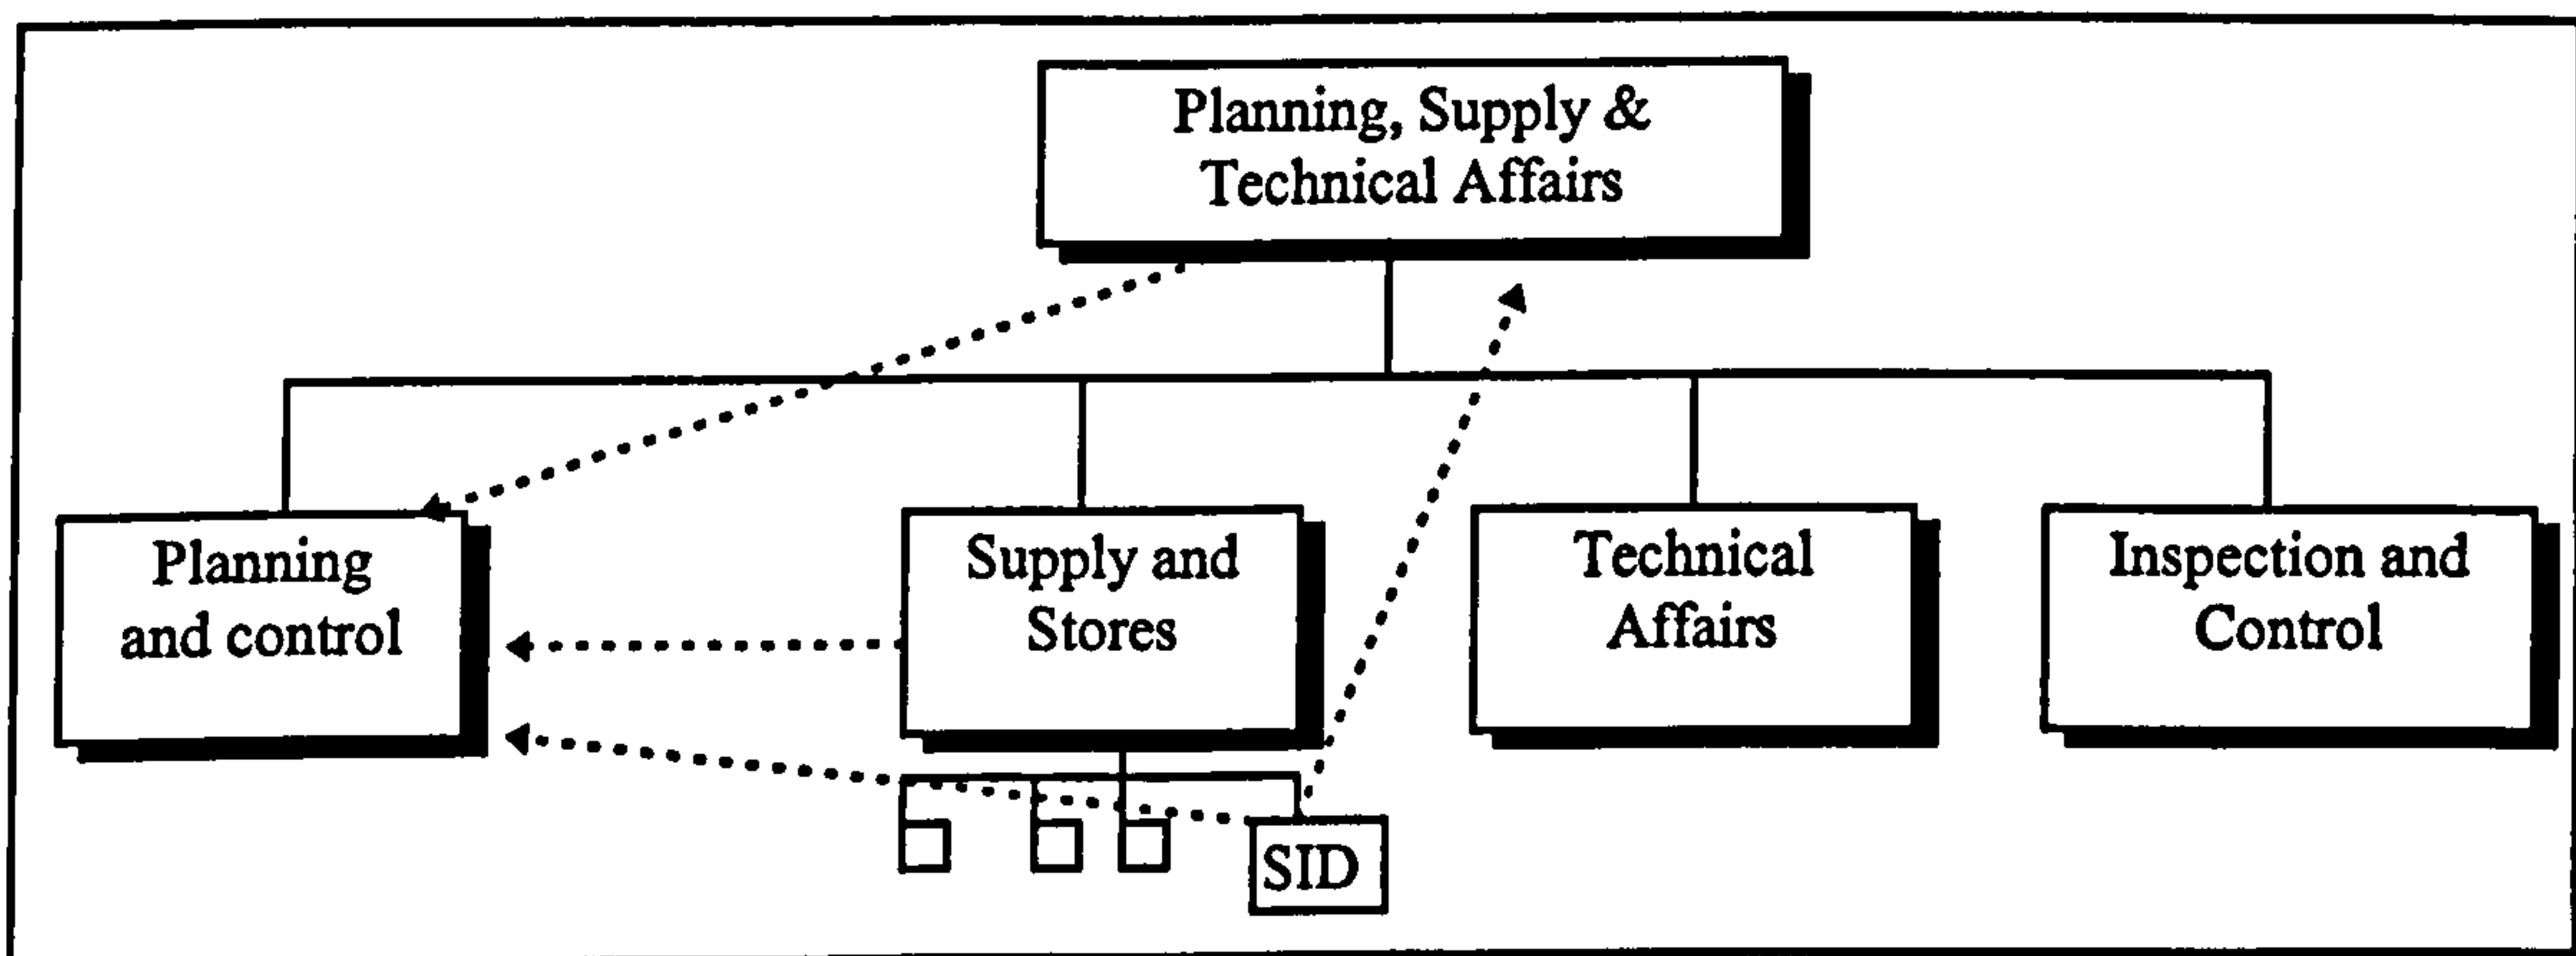 Planning, Supply &
Technical Affairs
Planning
and control
Supply and
Stores
Technical
Affairs
Inspection and
Control
SID